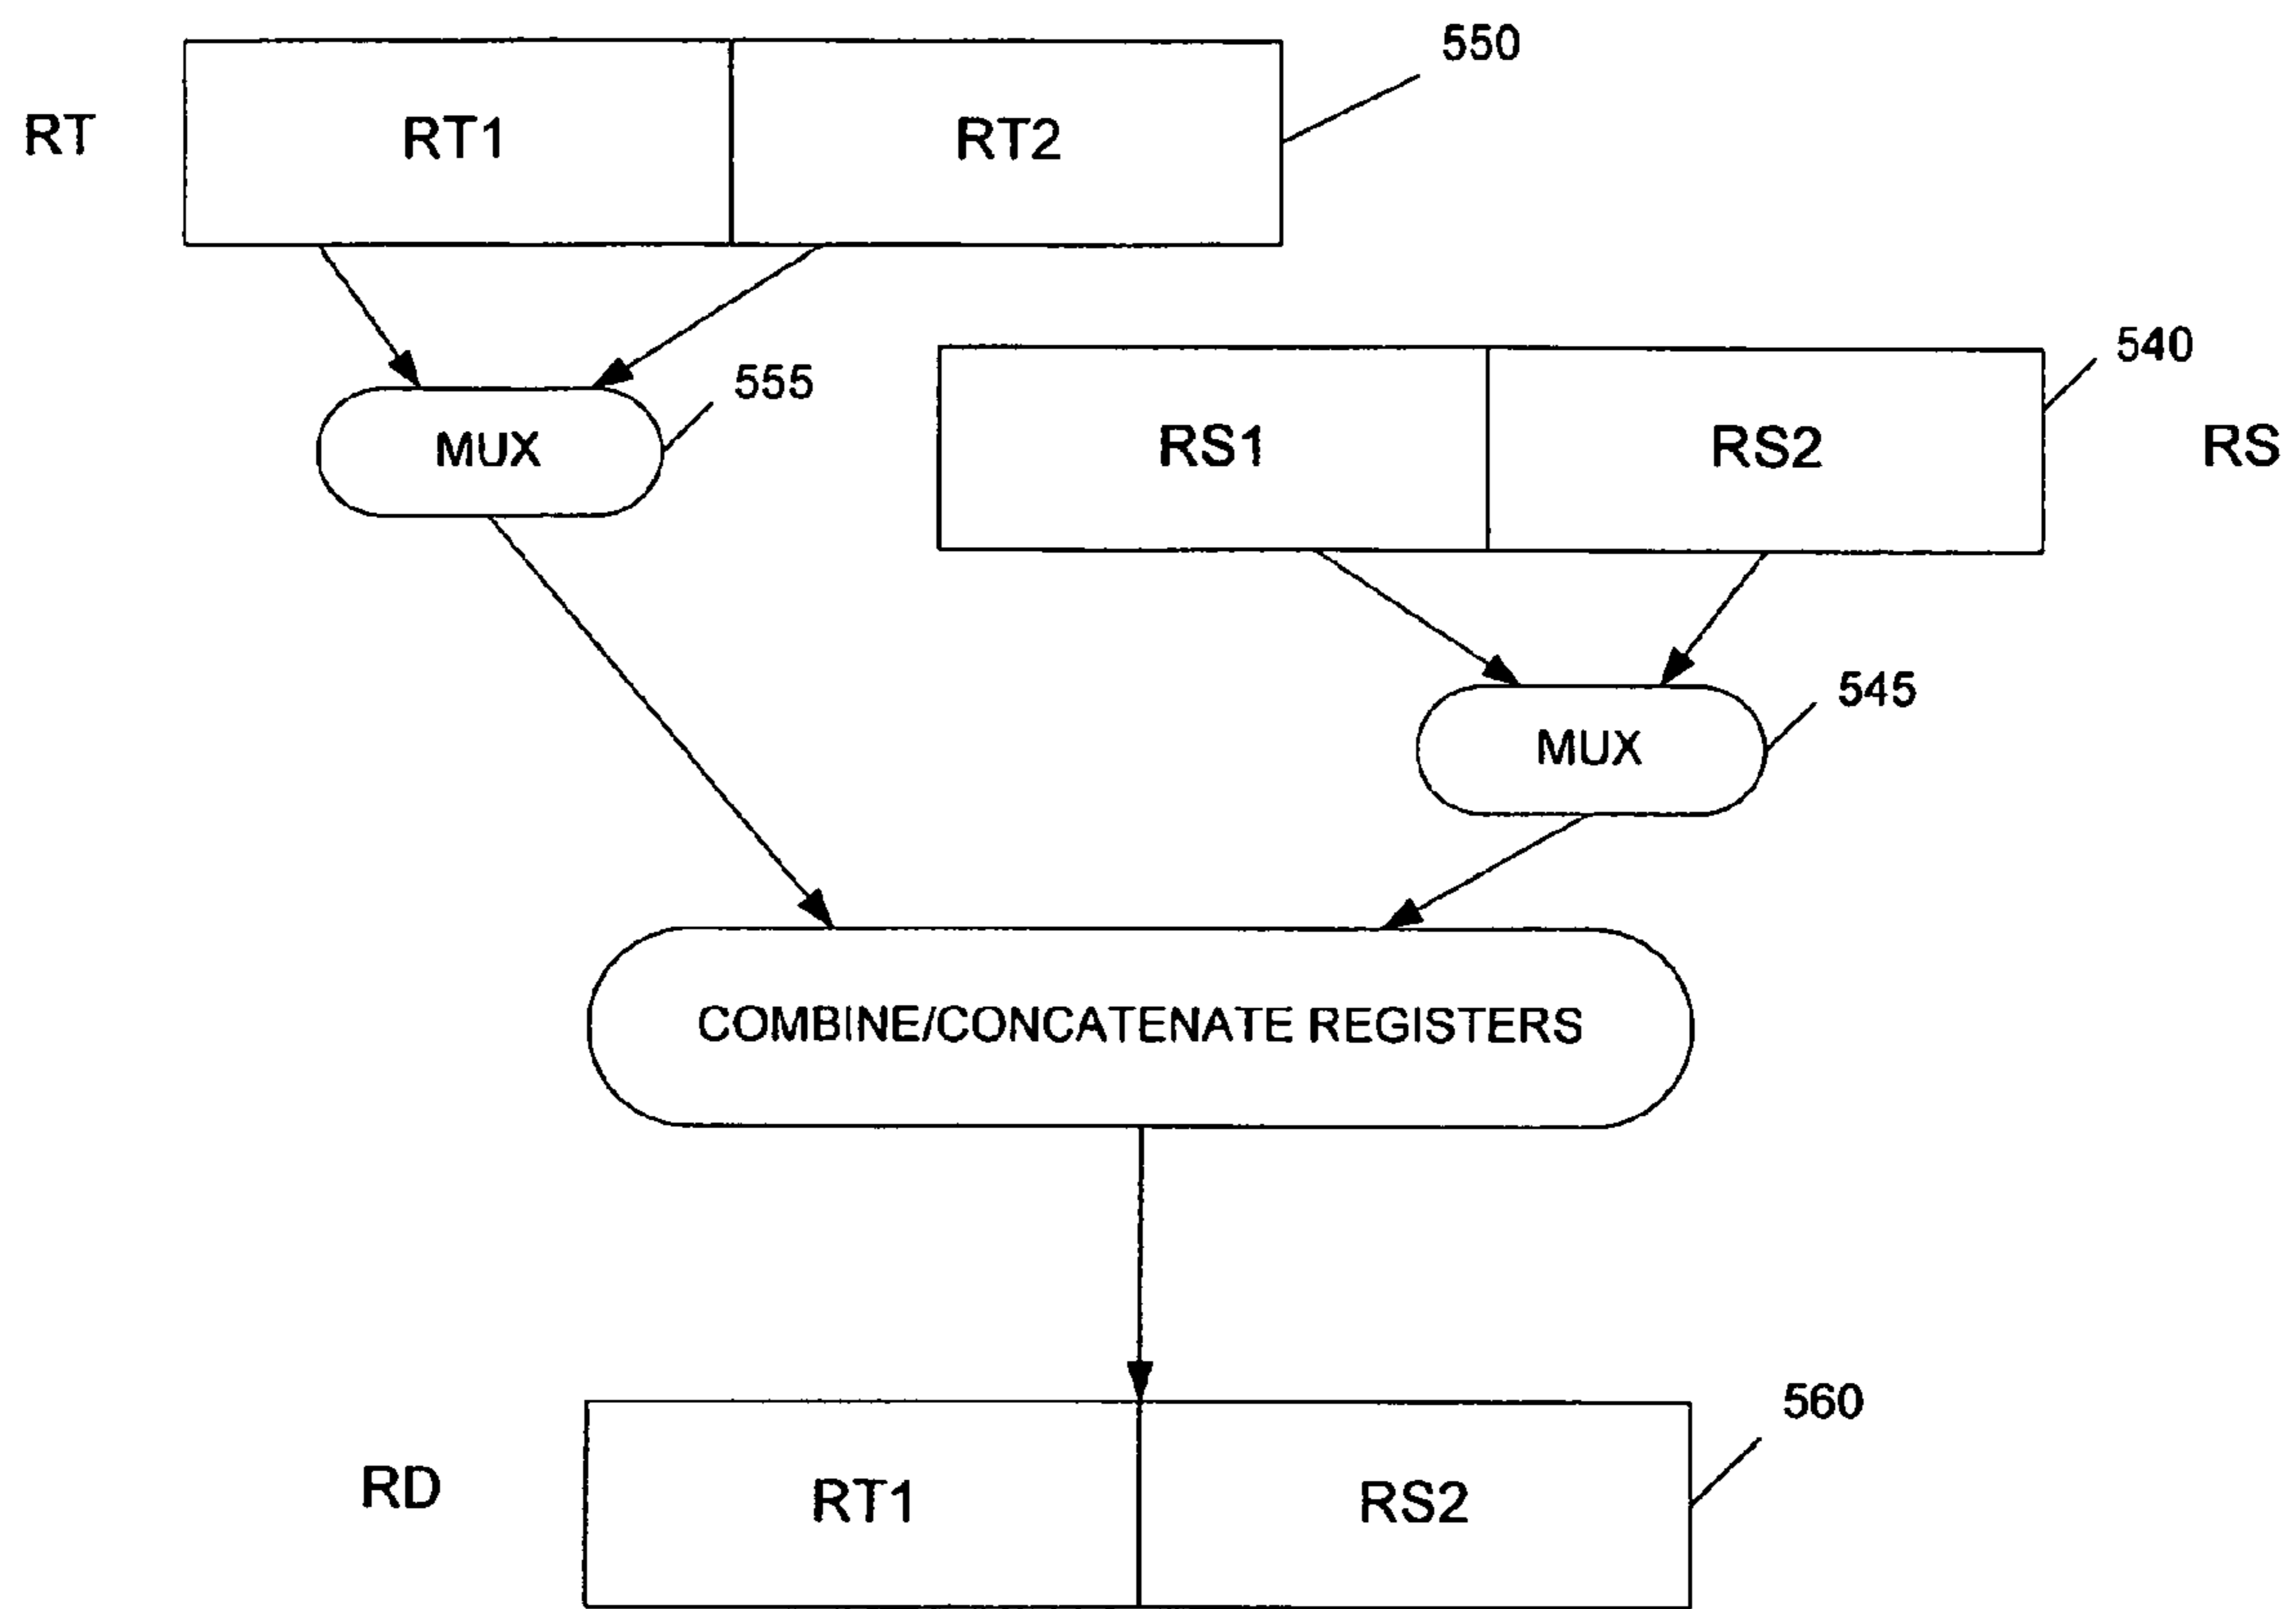 550
RT
RT1
RT2
555
MUX
540
RS1
RS2
RS
545
MUX
COMBINE/CONCATENATE REGISTERS
560
RD
RT1
RS2